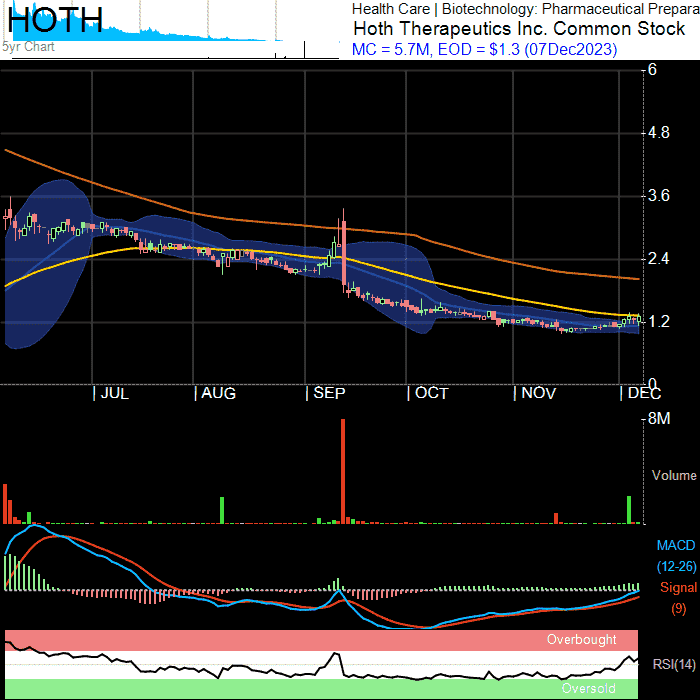 HOTH
5yr Chart
Health Care | Biotechnology: Pharmaceutical Prepara
Hoth Therapeutics Inc. Common Stock
MC = 5.7M, EOD = $1.3 (07Dec2023)
6
4.8
3.6
2.4
1.2
0
JUL
AUG
SEP
OCT
NOV
DEC
8M
Volume
MACD
(12-26)
Signal
(9)
Overbought
RSI(14)
Oversold